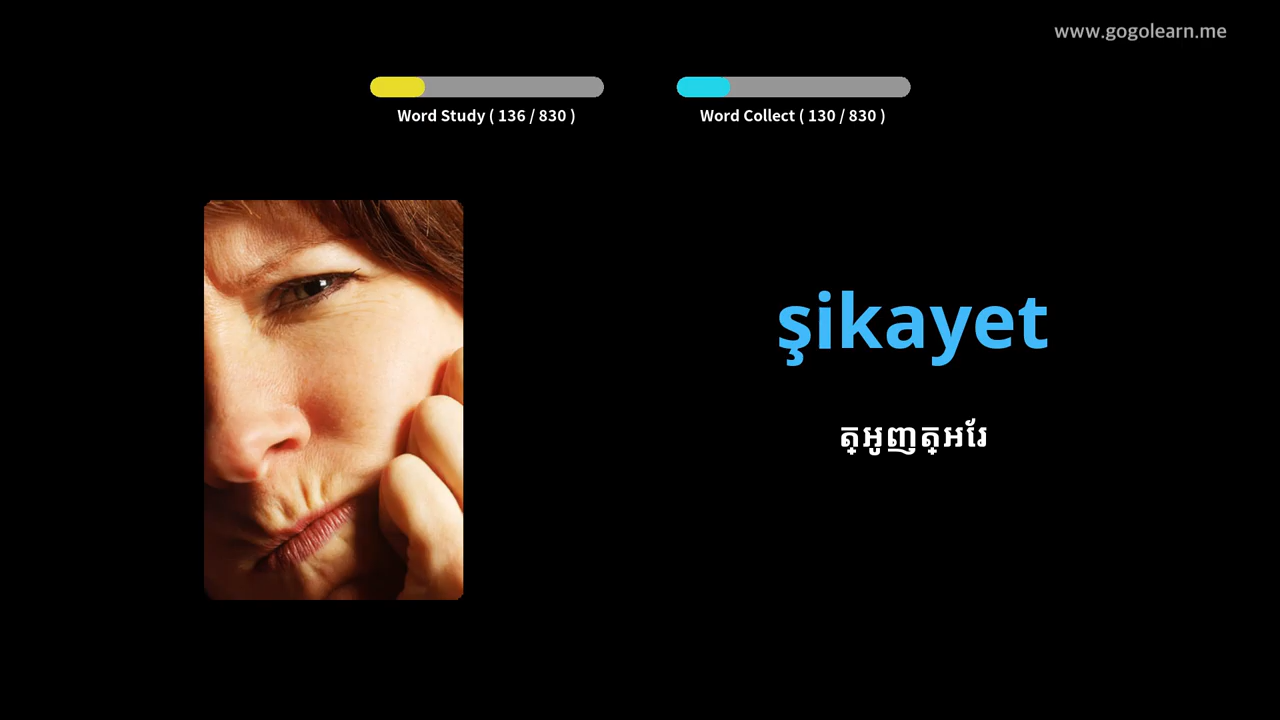 www.gogolearn.me
Word Study ( 136 / 830 )
Word Collect ( 130 / 830 )
şikayet
ត្អូញត្អរែ